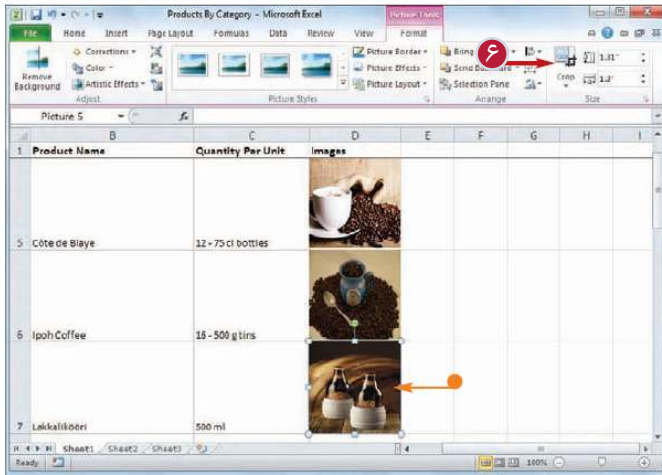 Products By Category - Microsoft Excel Picture Tools
File Home Insert Page Layout Formulas Data Review View Format
Remove Background
Corrections
Color
Artistic Effects
Adjust
Picture Styles
Picture Border
Picture Effects
Picture Layout
Bring
Send Backward
Selection Pane
Arrange
۶
Crop
1.31"
1.2"
Size
Picture 5 fx
B C D E F G H I
1 Product Name Quantity Per Unit Images
5 Côte de Blaye 12 - 75 cl bottles
6 Ipoh Coffee 16 - 500 g tins
7 Lakkalikööri 500 ml
Sheet1 Sheet2 Sheet3
Ready 100%